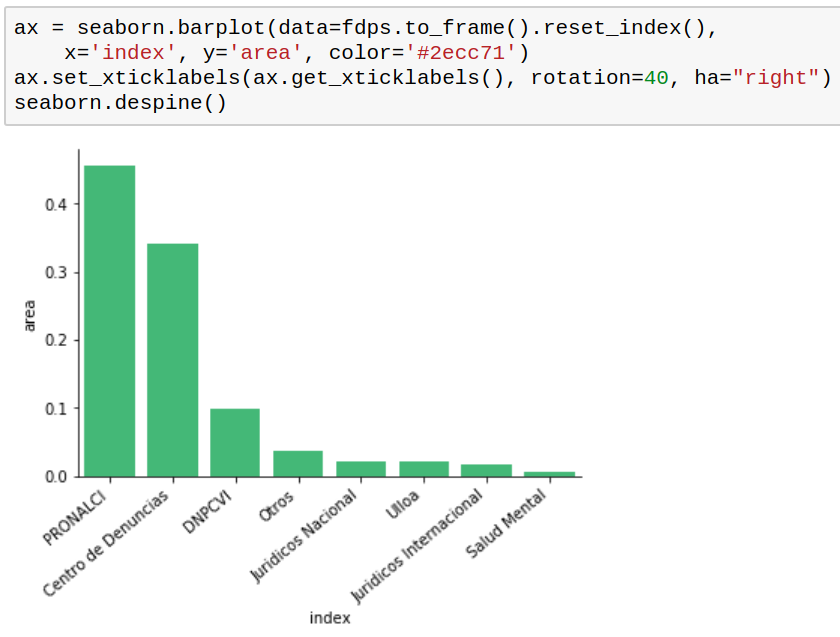 ax = seaborn.barplot(data=fdps.to_frame().reset_index(),
    x='index', y='area', color='#2ecc71')
ax.set_xticklabels(ax.get_xticklabels(), rotation=40, ha="right")
seaborn.despine()
0.4
0.3
0.2
0.1
0.0
area
PRONALCI
Centro de Denuncias
DNPCVI
Otros
Juridicos Nacional
Ulloa
Juridicos Internacional
Salud Mental
index